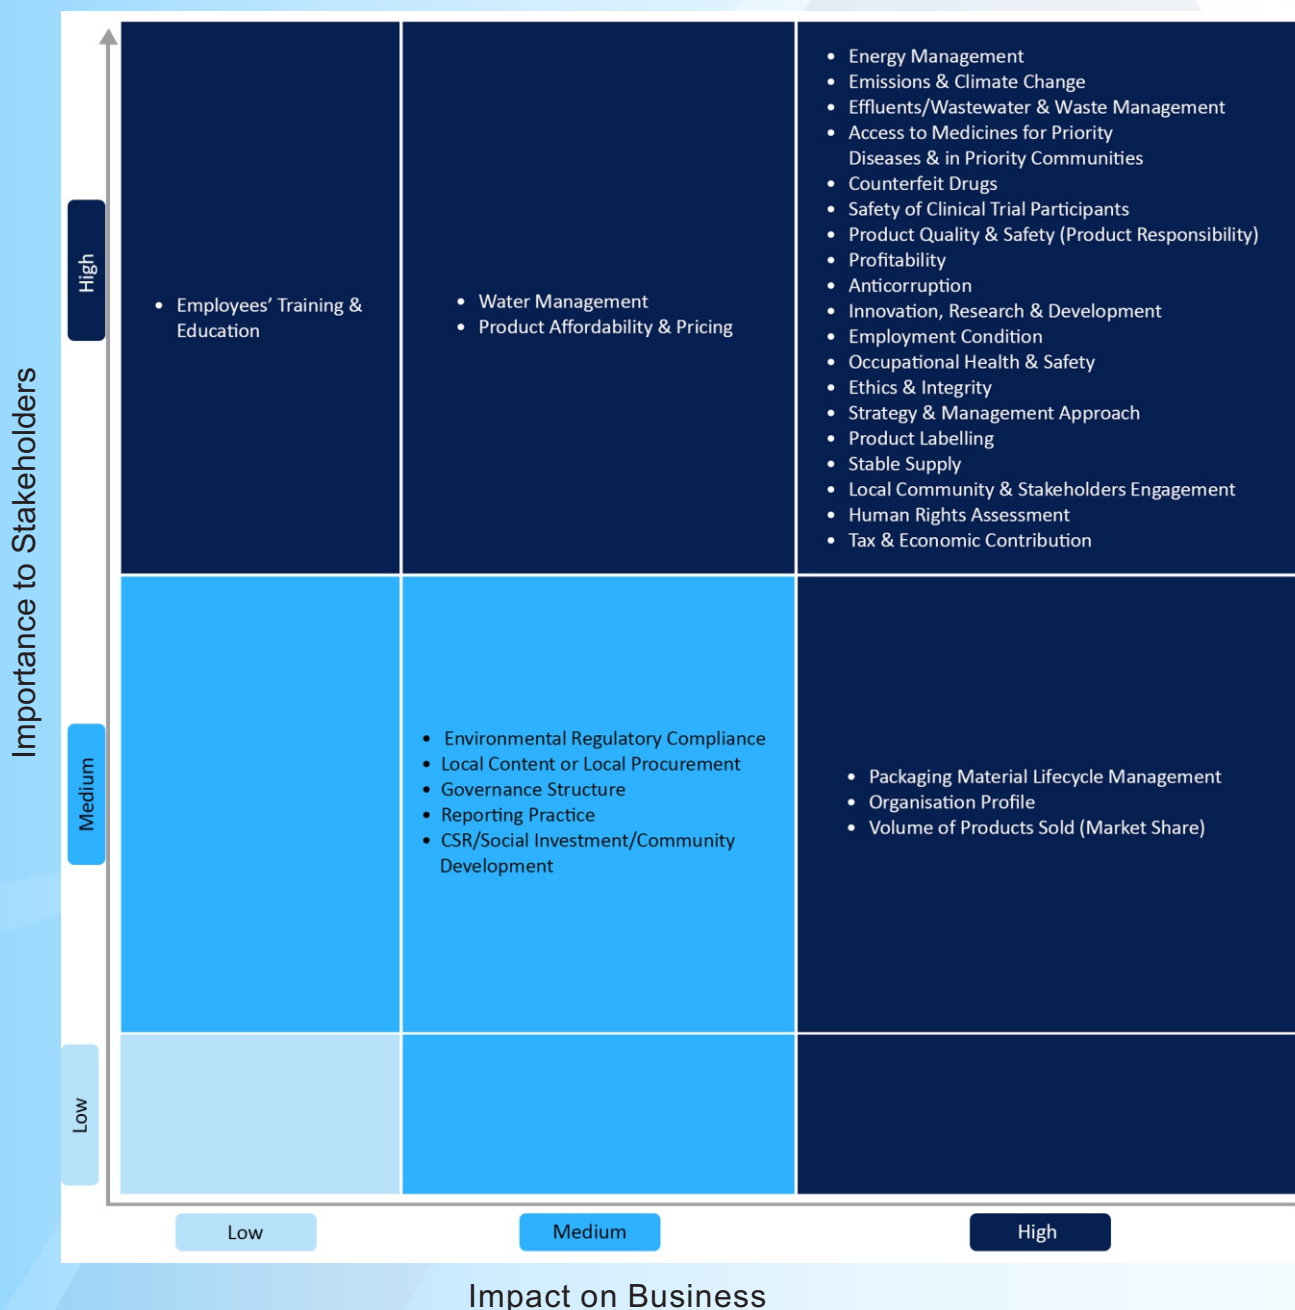 Importance to Stakeholders
High
• Employees’ Training &
Education
• Water Management
• Product Affordability & Pricing
• Energy Management
• Emissions & Climate Change
• Effluents/Wastewater & Waste Management
• Access to Medicines for Priority
Diseases & in Priority Communities
• Counterfeit Drugs
• Safety of Clinical Trial Participants
• Product Quality & Safety (Product Responsibility)
• Profitability
• Anticorruption
• Innovation, Research & Development
• Employment Condition
• Occupational Health & Safety
• Ethics & Integrity
• Strategy & Management Approach
• Product Labelling
• Stable Supply
• Local Community & Stakeholders Engagement
• Human Rights Assessment
• Tax & Economic Contribution
Medium
• Environmental Regulatory Compliance
• Local Content or Local Procurement
• Governance Structure
• Reporting Practice
• CSR/Social Investment/Community
Development
• Packaging Material Lifecycle Management
• Organisation Profile
• Volume of Products Sold (Market Share)
Low
Low
Medium
High
Impact on Business